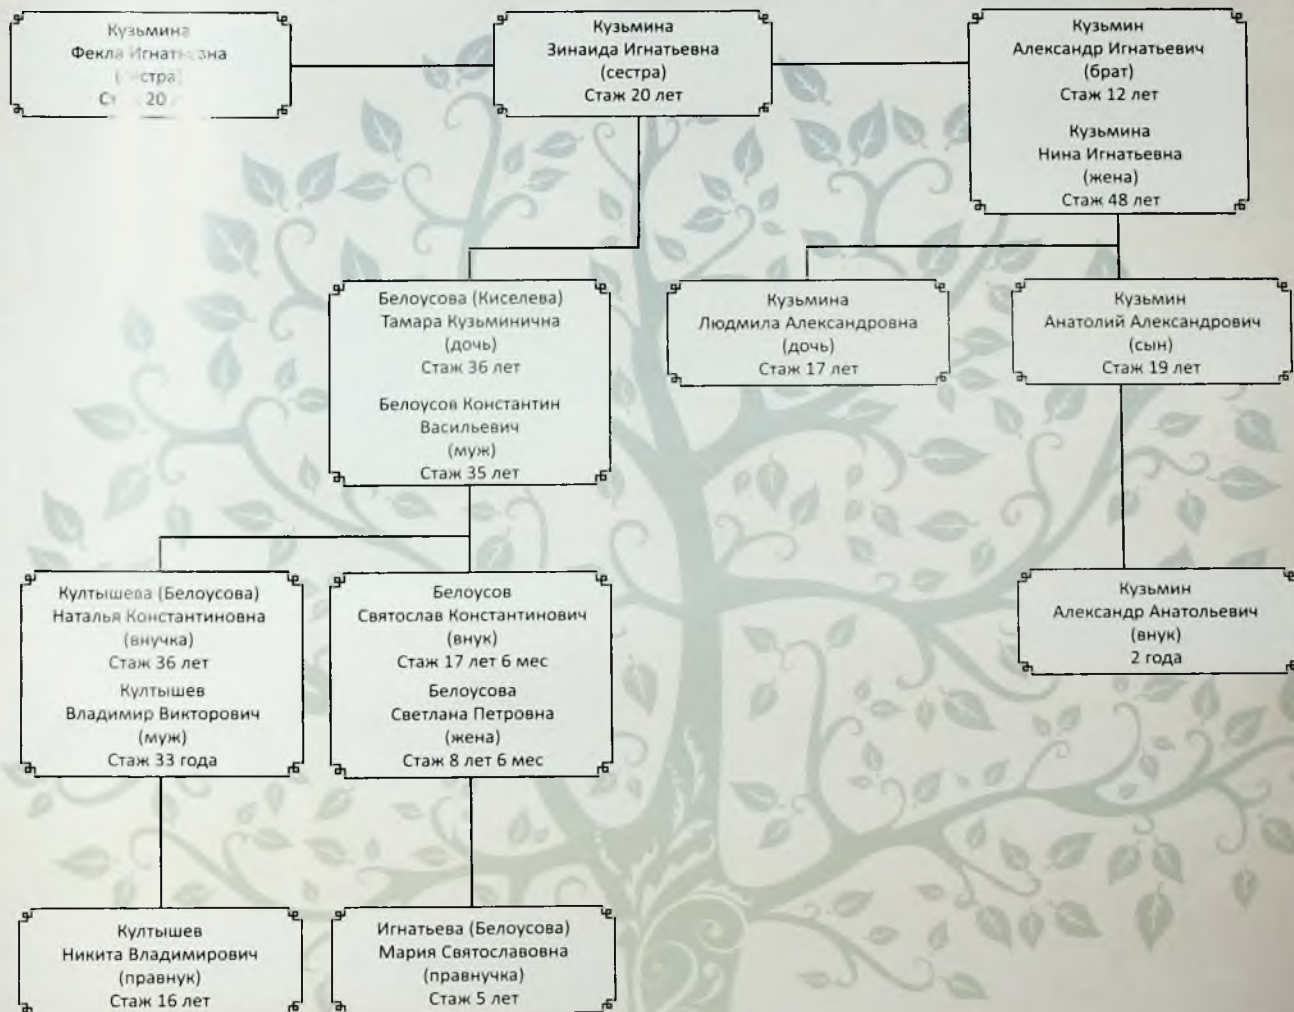 Кузьмина
Фекла Игнатьевна
Кузьмина
Зинаида Игнатьевна
(сестра)
Стаж 20 лет
Кузьмин
Александр Игнатьевич
(брат)
Стаж 12 лет
Кузьмина
Нина Игнатьевна
(жена)
Стаж 48 лет
Белоусова (Киселева)
Тамара Кузьминична
(дочь)
Стаж 36 лет
Белоусов Константин
Васильевич
(муж)
Стаж 35 лет
Кузьмина
Людмила Александровна
(дочь)
Стаж 17 лет
Кузьмин
Анатолий Александрович
(сын)
Стаж 19 лет
Култышева (Белоусова)
Наталья Константиновна
(внучка)
Стаж 36 лет
Култышев
Владимир Викторович
(муж)
Стаж 33 года
Белоусов
Святослав Константинович
(внук)
Стаж 17 лет 6 мес
Белоусова
Светлана Петровна
(жена)
Стаж 8 лет 6 мес
Кузьмин
Александр Анатольевич
(внук)
2 года
Култышев
Никита Владимирович
(правнук)
Стаж 16 лет
Игнатьева (Белоусова)
Мария Святославовна
(правнучка)
Стаж 5 лет